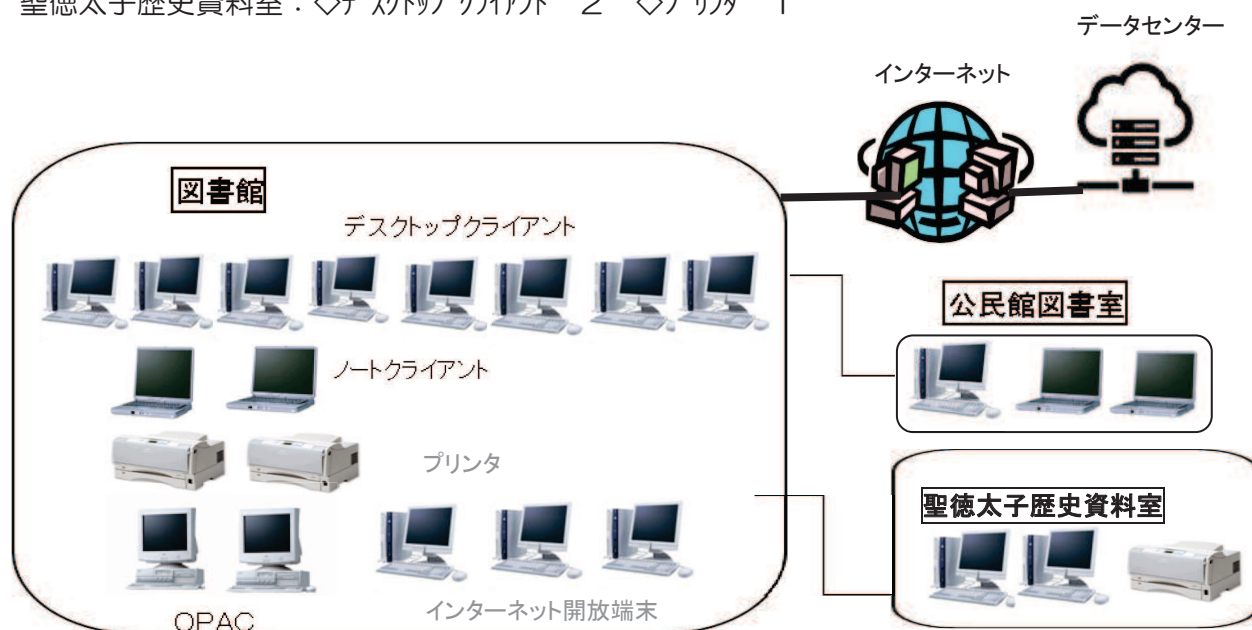 聖徳太子歴史資料室：◇ﾃﾞｽｸﾄｯﾌﾟｸﾗｲｱﾝﾄ　２　◇ﾌﾟﾘﾝﾀ　１
データセンター
インターネット
図書館
デスクトップクライアント
公民館図書室
ノートクライアント
プリンタ
聖徳太子歴史資料室
インターネット開放端末
OPAC